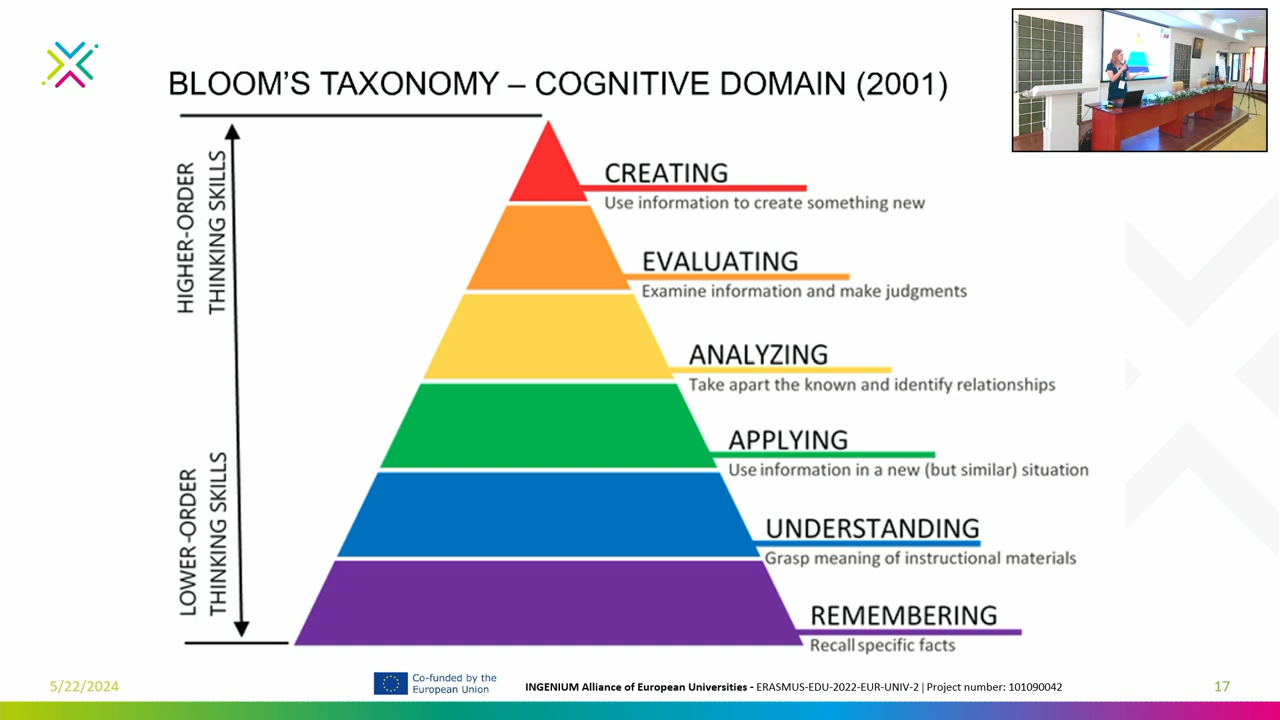 BLOOM'S TAXONOMY – COGNITIVE DOMAIN (2001)
HIGHER-ORDER
THINKING SKILLS
LOWER-ORDER
THINKING SKILLS
CREATING
Use information to create something new
EVALUATING
Examine information and make judgments
ANALYZING
Take apart the known and identify relationships
APPLYING
Use information in a new (but similar) situation
UNDERSTANDING
Grasp meaning of instructional materials
REMEMBERING
Recall specific facts
5/22/2024
Co-funded by the
European Union
INGENIUM Alliance of European Universities - ERASMUS-EDU-2022-EUR-UNIV-2 | Project number: 101090042
17